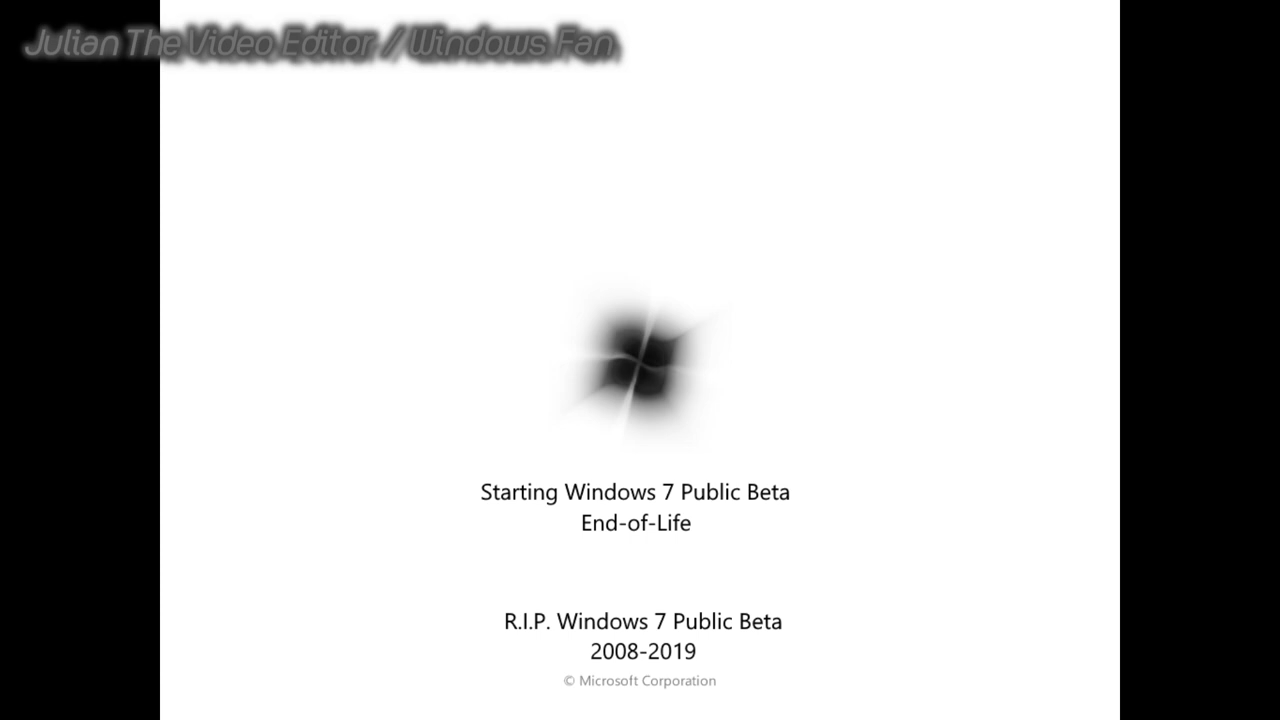 Julian The Video Editor / Windows Fan
Starting Windows 7 Public Beta
End-of-Life
R.I.P. Windows 7 Public Beta
2008-2019
© Microsoft Corporation